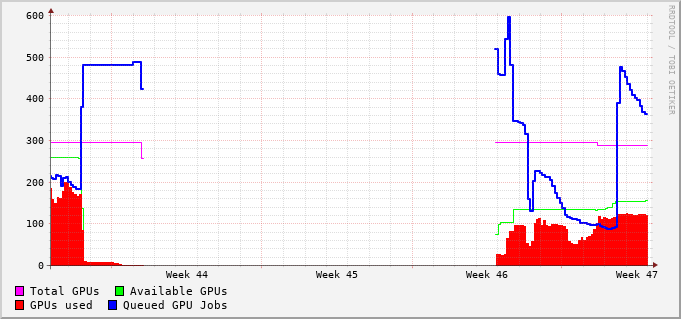 600
500
400
300
200
100
0
Week 44 Week 45 Week 46 Week 47
Total GPUs Available GPUs
GPUs used Queued GPU Jobs
RRDTOOL / TOBI OETIKER